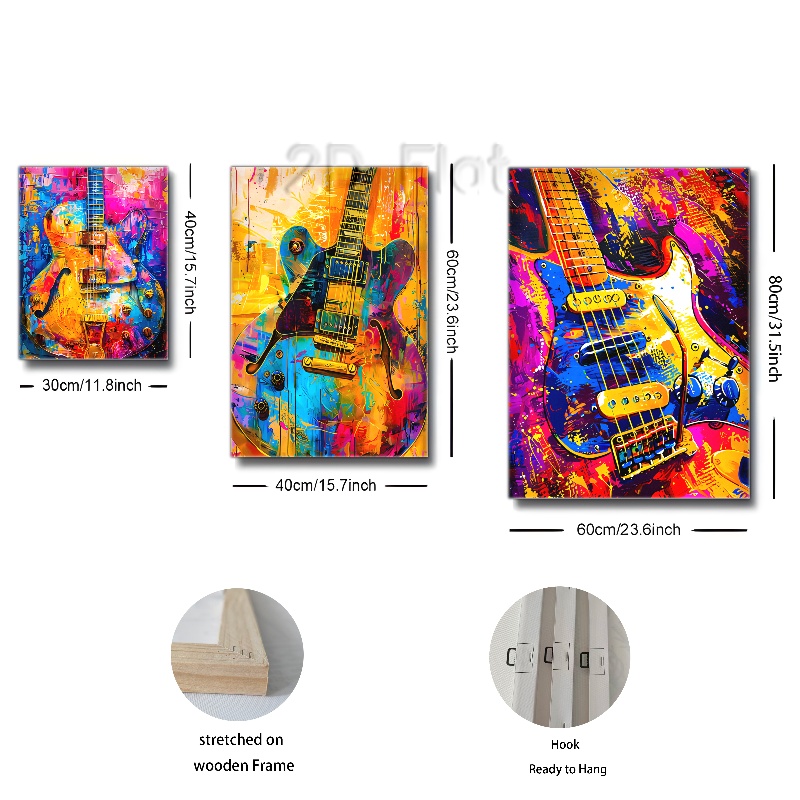 2D Flat
40cm/15.7inch
30cm/11.8inch
60cm/23.6inch
40cm/15.7inch
80cm/31.5inch
60cm/23.6inch
stretched on
wooden Frame
Hook
Ready to Hang